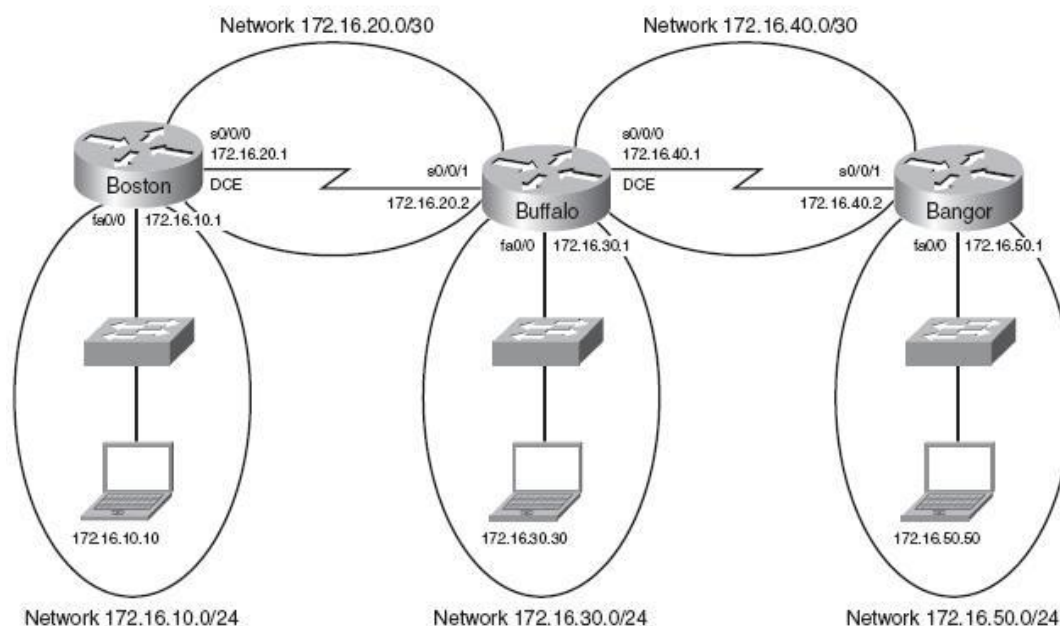 Network 172.16.20.0/30
Network 172.16.40.0/30
s0/0/0
172.16.20.1
DCE
s0/0/1
172.16.20.2
s0/0/0
172.16.40.1
DCE
s0/0/1
172.16.40.2
Boston
Buffalo
Bangor
fa0/0
172.16.10.1
fa0/0
172.16.30.1
fa0/0
172.16.50.1
172.16.10.10
172.16.30.30
172.16.50.50
Network 172.16.10.0/24
Network 172.16.30.0/24
Network 172.16.50.0/24